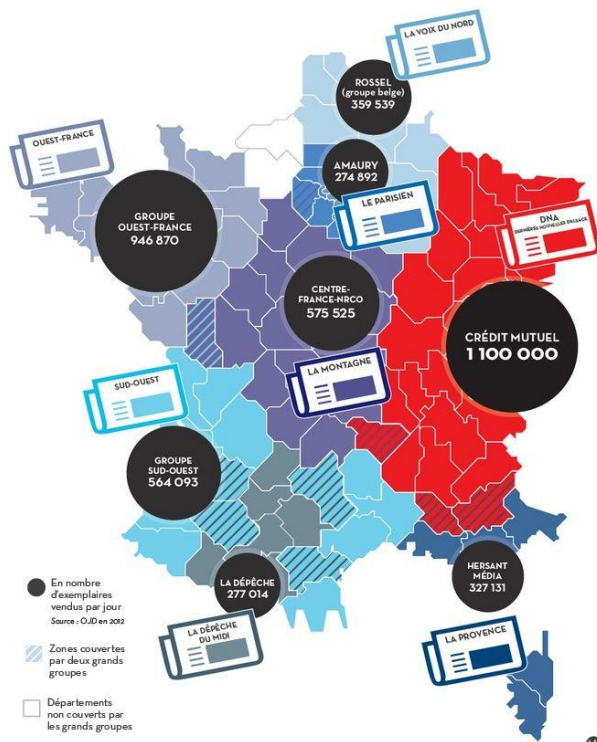 LA VOIX DU NORD
ROSSEL
(groupe belge)
359 539
OUEST-FRANCE
AMAURY
274 892
LE PARISIEN
GROUPE
OUEST-FRANCE
946 870
DNA
DERNIÈRES NOUVELLES D'ALSACE
CENTRE-
FRANCE-NRCO
575 525
CRÉDIT MUTUEL
1 100 000
LA MONTAGNE
SUD-OUEST
GROUPE
SUD-OUEST
564 093
LA DÉPÊCHE
277 014
HERSANT
MÉDIA
327 131
LA DÉPÊCHE
DU MIDI
LA PROVENCE
En nombre
d'exemplaires
vendus par jour
Source : OJD en 2012
Zones couvertes
par deux grands
groupes
Départements
non couverts par
les grands groupes